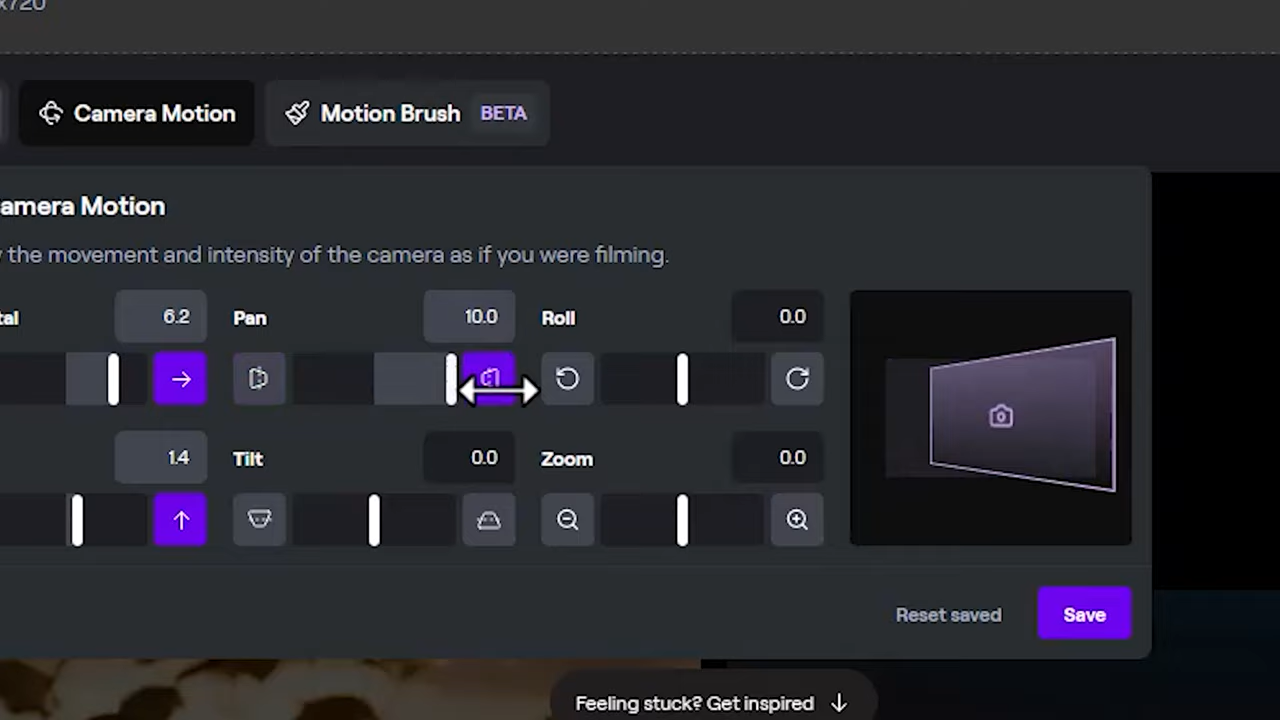 x720
Camera Motion
Motion Brush BETA
amera Motion
y the movement and intensity of the camera as if you were filming.
tal 6.2 Pan 10.0 Roll 0.0
1.4 Tilt 0.0 Zoom 0.0
Reset saved Save
Feeling stuck? Get inspired